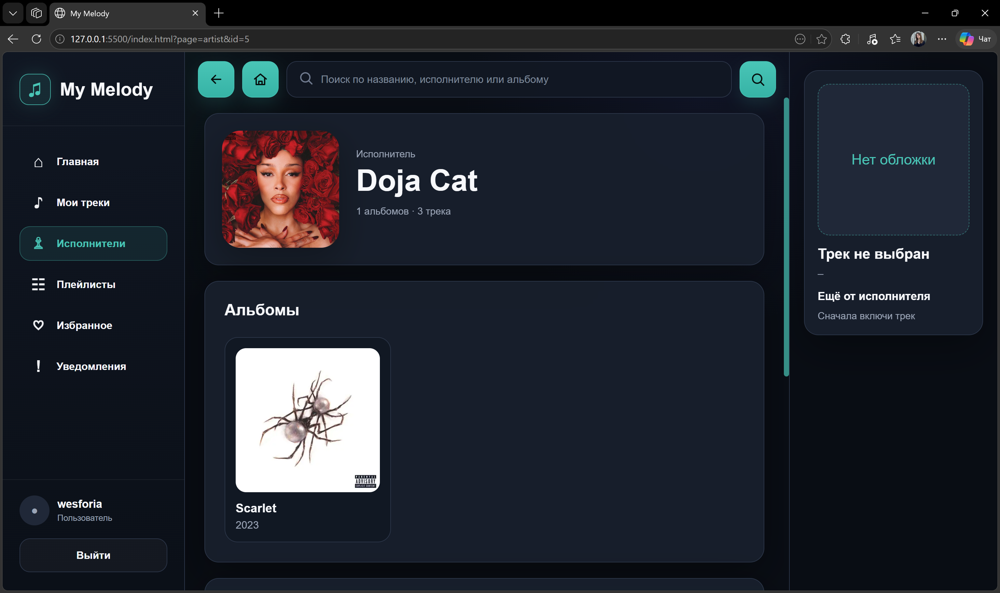 My Melody
127.0.0.1:5500/index.html?page=artist&id=5
Чат
My Melody
Главная
Мои треки
Исполнители
Плейлисты
Избранное
Уведомления
wesforia
Пользователь
Выйти
Поиск по названию, исполнителю или альбому
Исполнитель
Doja Cat
1 альбомов · 3 трека
Альбомы
PARENTAL
ADVISORY
EXPLICIT CONTENT
Scarlet
2023
Нет обложки
Трек не выбран
—
Ещё от исполнителя
Сначала включи трек